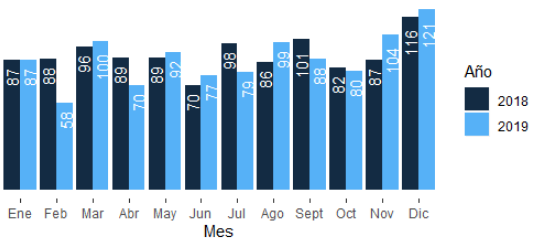 87 87 88 58 96 100 89 70 89 92 70 77 98 79 86 99 101 88 82 80 87 104 116 121
Año
2018
2019
Ene Feb Mar Abr May Jun Jul Ago Sept Oct Nov Dic
Mes